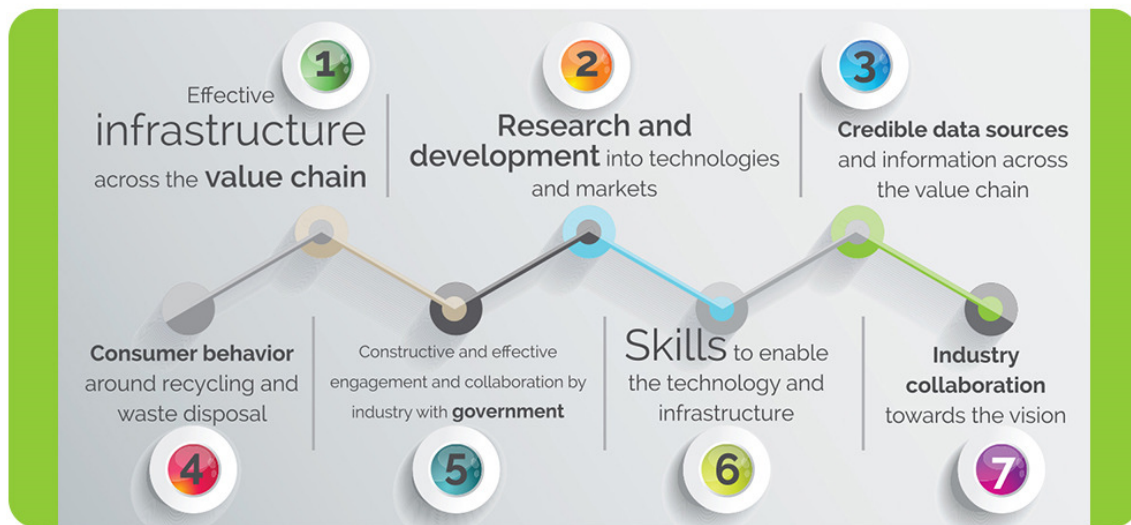 1
Effective
infrastructure
across the value chain
2
Research and
development into technologies
and markets
3
Credible data sources
and information across
the value chain
Consumer behavior
around recycling and
waste disposal
4
Constructive and effective
engagement and collaboration by
industry with government
5
Skills to enable
the technology and
infrastructure
6
Industry
collaboration
towards the vision
7